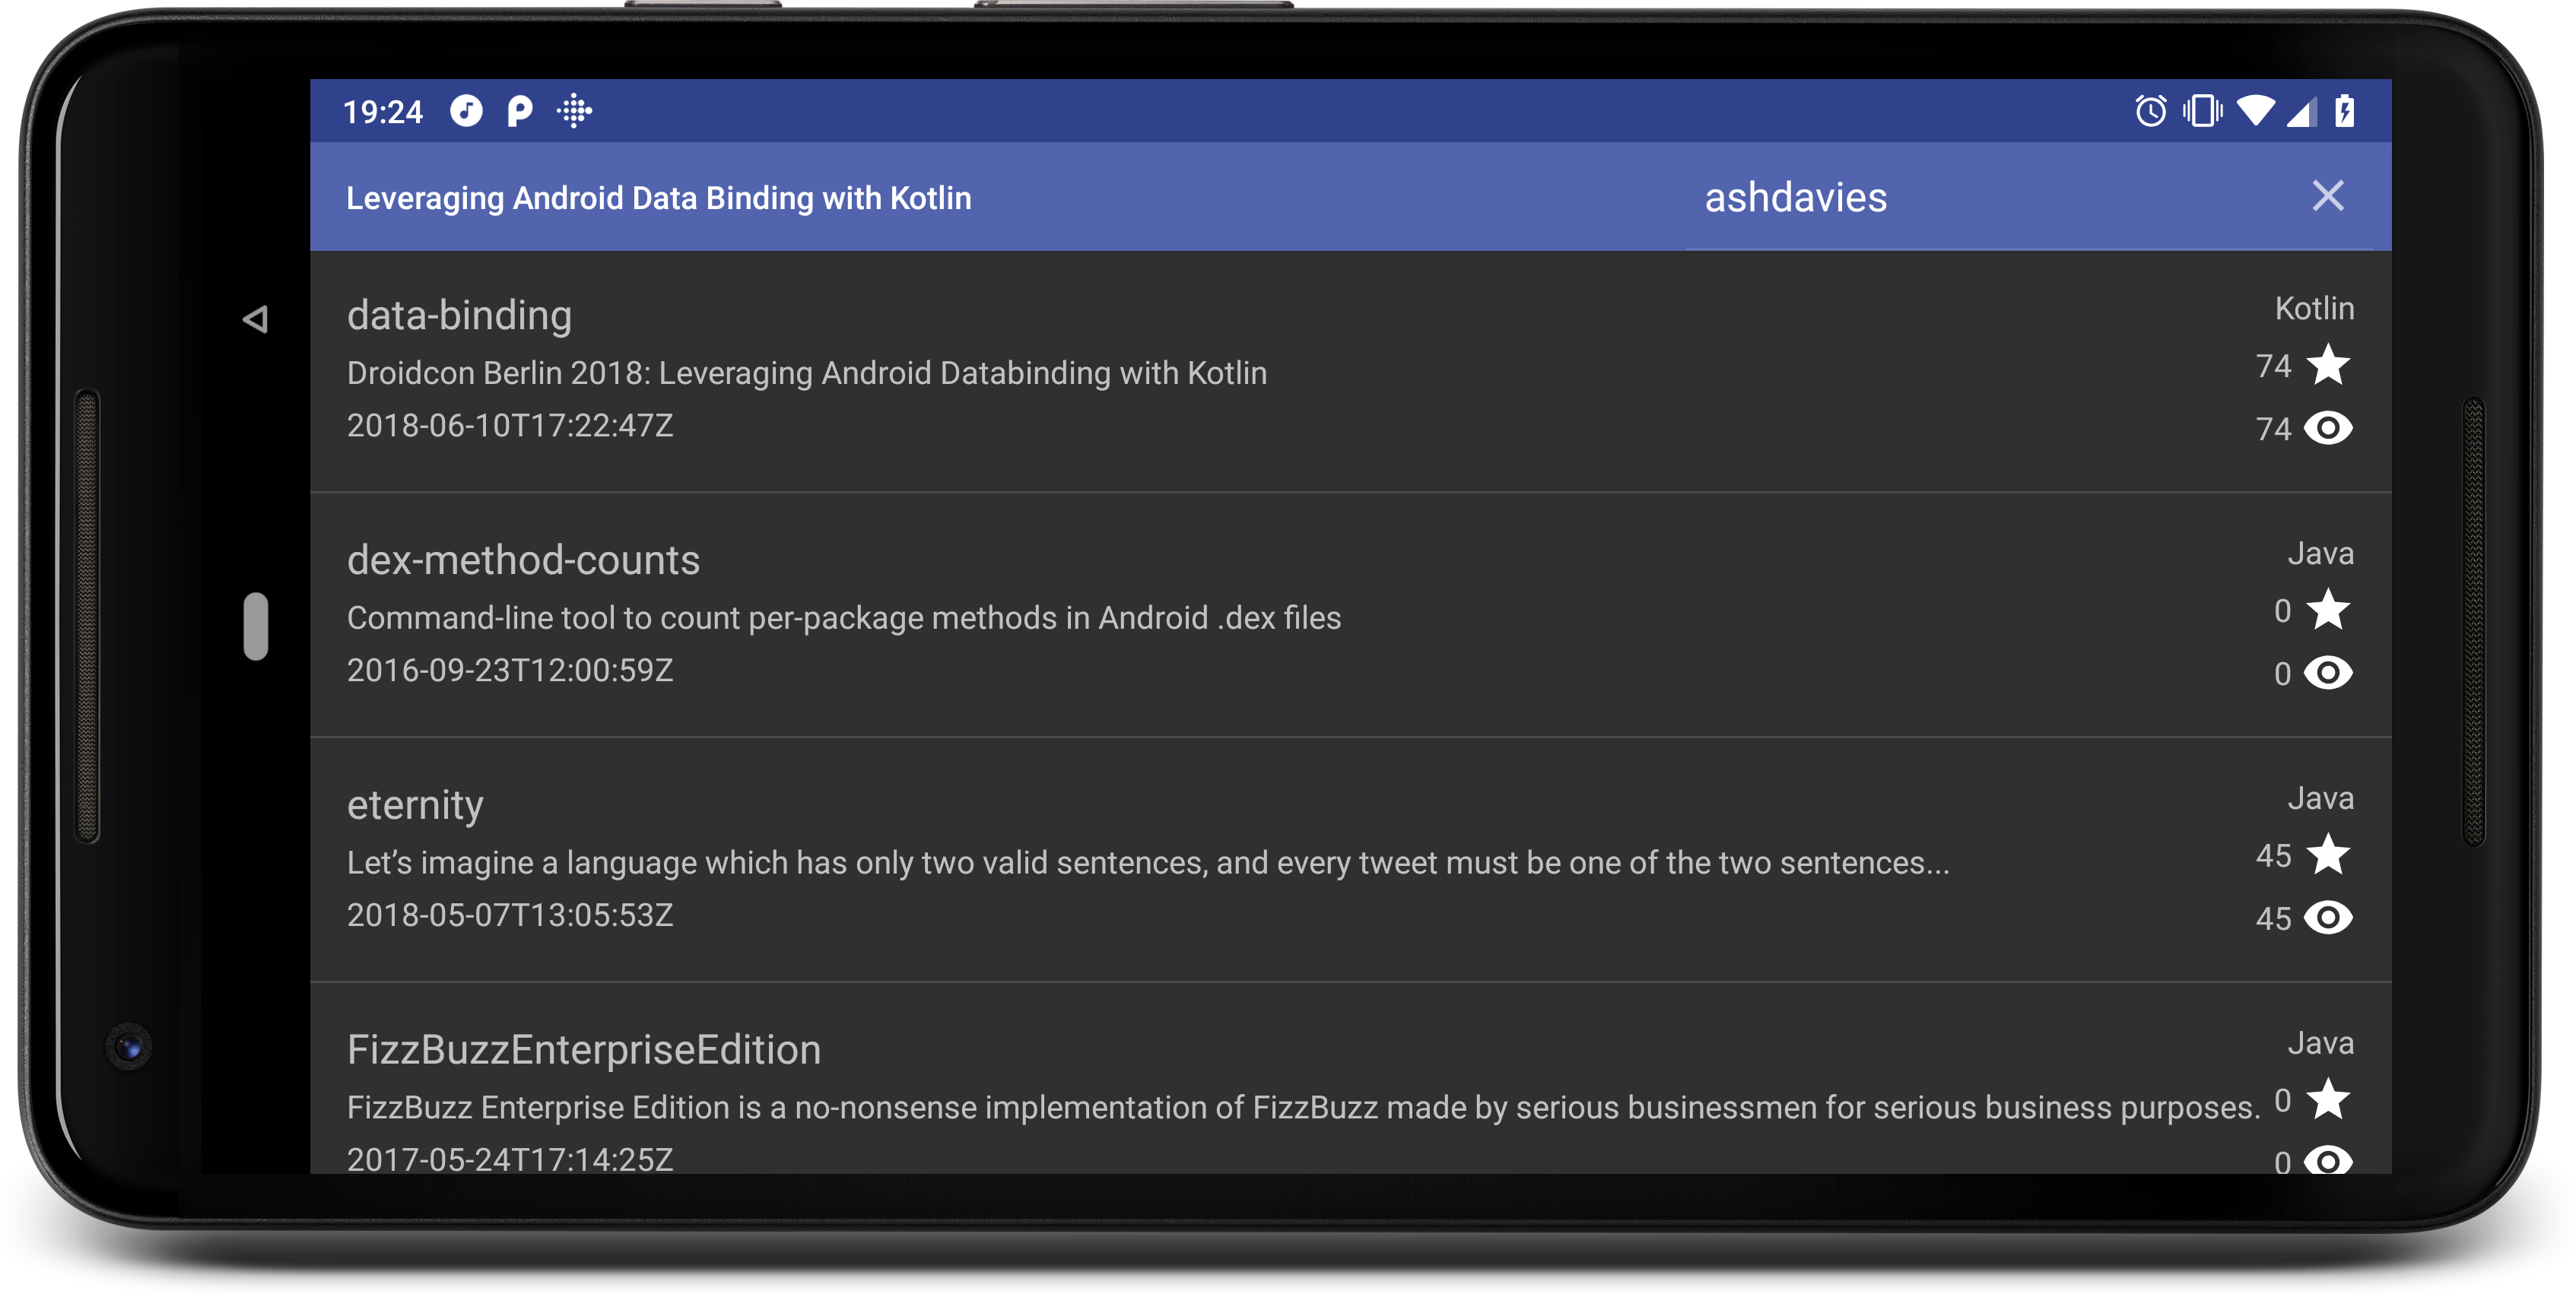 19:24
Leveraging Android Data Binding with Kotlin
ashdavies
data-binding
Kotlin
Droidcon Berlin 2018: Leveraging Android Databinding with Kotlin
74
2018-06-10T17:22:47Z
74
dex-method-counts
Java
Command-line tool to count per-package methods in Android .dex files
0
2016-09-23T12:00:59Z
0
eternity
Java
Let’s imagine a language which has only two valid sentences, and every tweet must be one of the two sentences...
45
2018-05-07T13:05:53Z
45
FizzBuzzEnterpriseEdition
Java
FizzBuzz Enterprise Edition is a no-nonsense implementation of FizzBuzz made by serious businessmen for serious business purposes.
0
2017-05-24T17:14:25Z
0